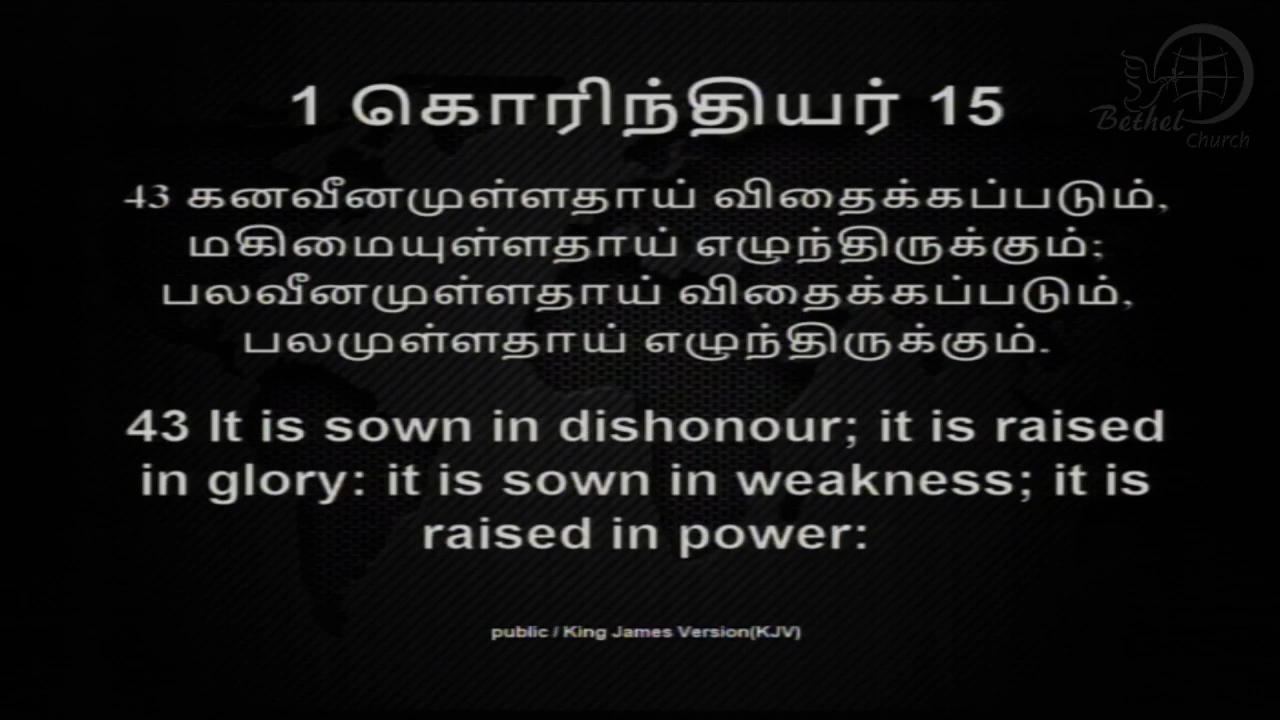 Bethel
Church
1 கொரிந்தியர் 15
43 கனவீனமுள்ளதாய் விதைக்கப்படும்,
மகிமையுள்ளதாய் எழுந்திருக்கும்;
பலவீனமுள்ளதாய் விதைக்கப்படும்,
பலமுள்ளதாய் எழுந்திருக்கும்.
43 It is sown in dishonour; it is raised
in glory: it is sown in weakness; it is
raised in power:
public / King James Version(KJV)